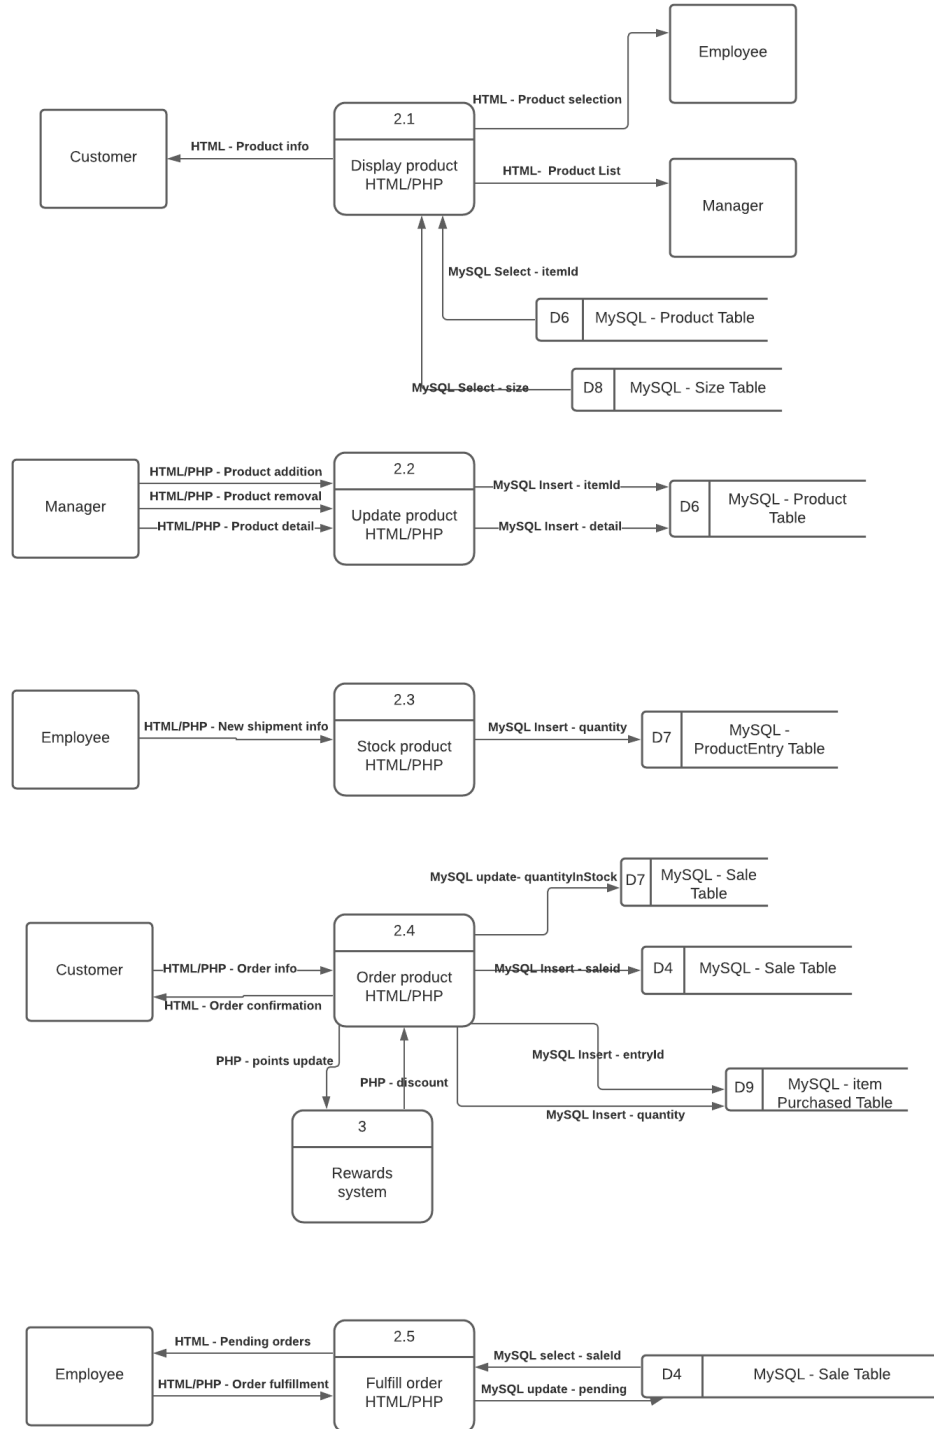 Employee
HTML - Product selection
2.1
Customer
HTML - Product info
Display product
HTML/PHP
HTML-  Product List
Manager
MySQL Select - itemId
D6
MySQL - Product Table
MySQL Select - size
D8
MySQL - Size Table
Manager
HTML/PHP - Product addition
HTML/PHP - Product removal
HTML/PHP - Product detail
2.2
Update product
HTML/PHP
MySQL Insert - itemId
MySQL Insert - detail
D6
MySQL - Product
Table
Employee
HTML/PHP - New shipment info
2.3
Stock product
HTML/PHP
MySQL Insert - quantity
D7
MySQL -
ProductEntry Table
MySQL update- quantityInStock
D7
MySQL - Sale
Table
Customer
HTML/PHP - Order info
HTML - Order confirmation
2.4
Order product
HTML/PHP
MySQL Insert - saleid
D4
MySQL - Sale Table
MySQL Insert - entryId
MySQL Insert - quantity
D9
MySQL - item
Purchased Table
PHP - points update
PHP - discount
3
Rewards
system
Employee
HTML - Pending orders
HTML/PHP - Order fulfillment
2.5
Fulfill order
HTML/PHP
MySQL select - saleId
MySQL update - pending
D4
MySQL - Sale Table